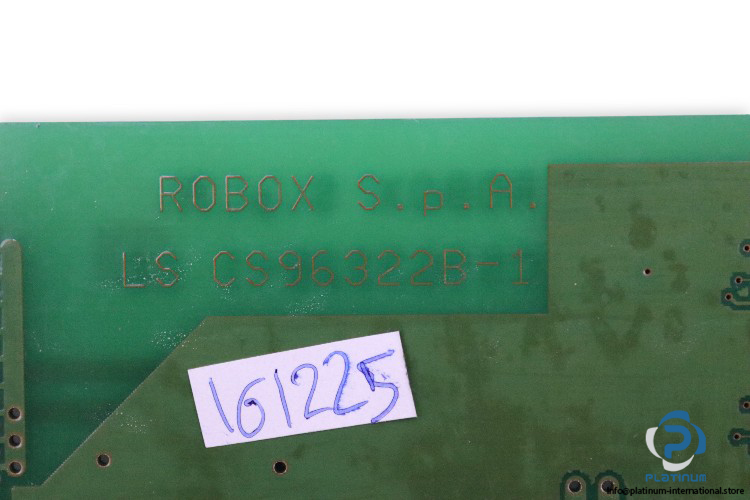 ROBOX S.p.A.
LS CS96322B-1
161225
PLATINUM
info@platinum-international.store